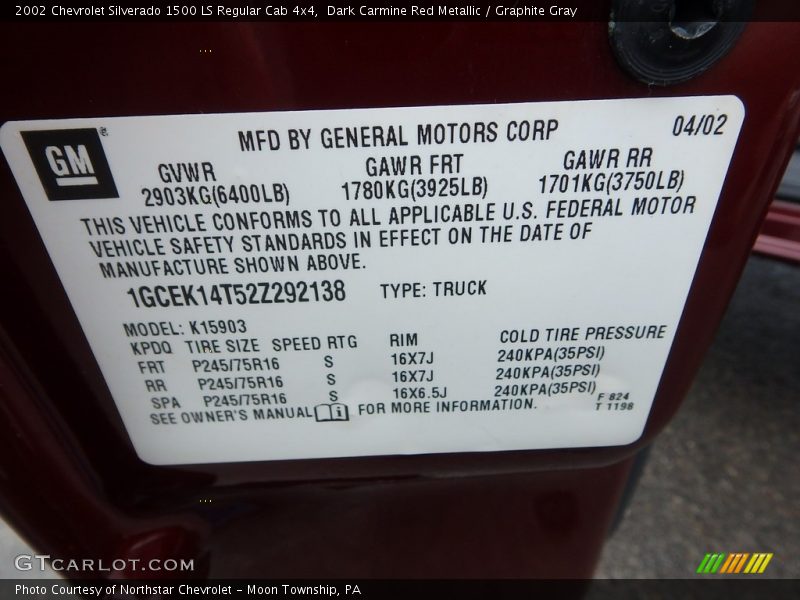 2002 Chevrolet Silverado 1500 LS Regular Cab 4x4,  Dark Carmine Red Metallic / Graphite Gray
GM
MFD BY GENERAL MOTORS CORP 04/02
GVWR GAWR FRT GAWR RR
2903KG(6400LB) 1780KG(3925LB) 1701KG(3750LB)
THIS VEHICLE CONFORMS TO ALL APPLICABLE U.S. FEDERAL MOTOR
VEHICLE SAFETY STANDARDS IN EFFECT ON THE DATE OF
MANUFACTURE SHOWN ABOVE.
1GCEK14T52Z292138 TYPE: TRUCK
MODEL: K15903
KPDQ TIRE SIZE SPEED RTG RIM COLD TIRE PRESSURE
FRT P245/75R16 S 16X7J 240KPA(35PSI)
RR P245/75R16 S 16X7J 240KPA(35PSI)
SPA P245/75R16 S 16X6.5J 240KPA(35PSI)
SEE OWNER'S MANUAL FOR MORE INFORMATION.
F 824
T 1198
GTCARLOT.COM
Photo Courtesy of Northstar Chevrolet - Moon Township, PA